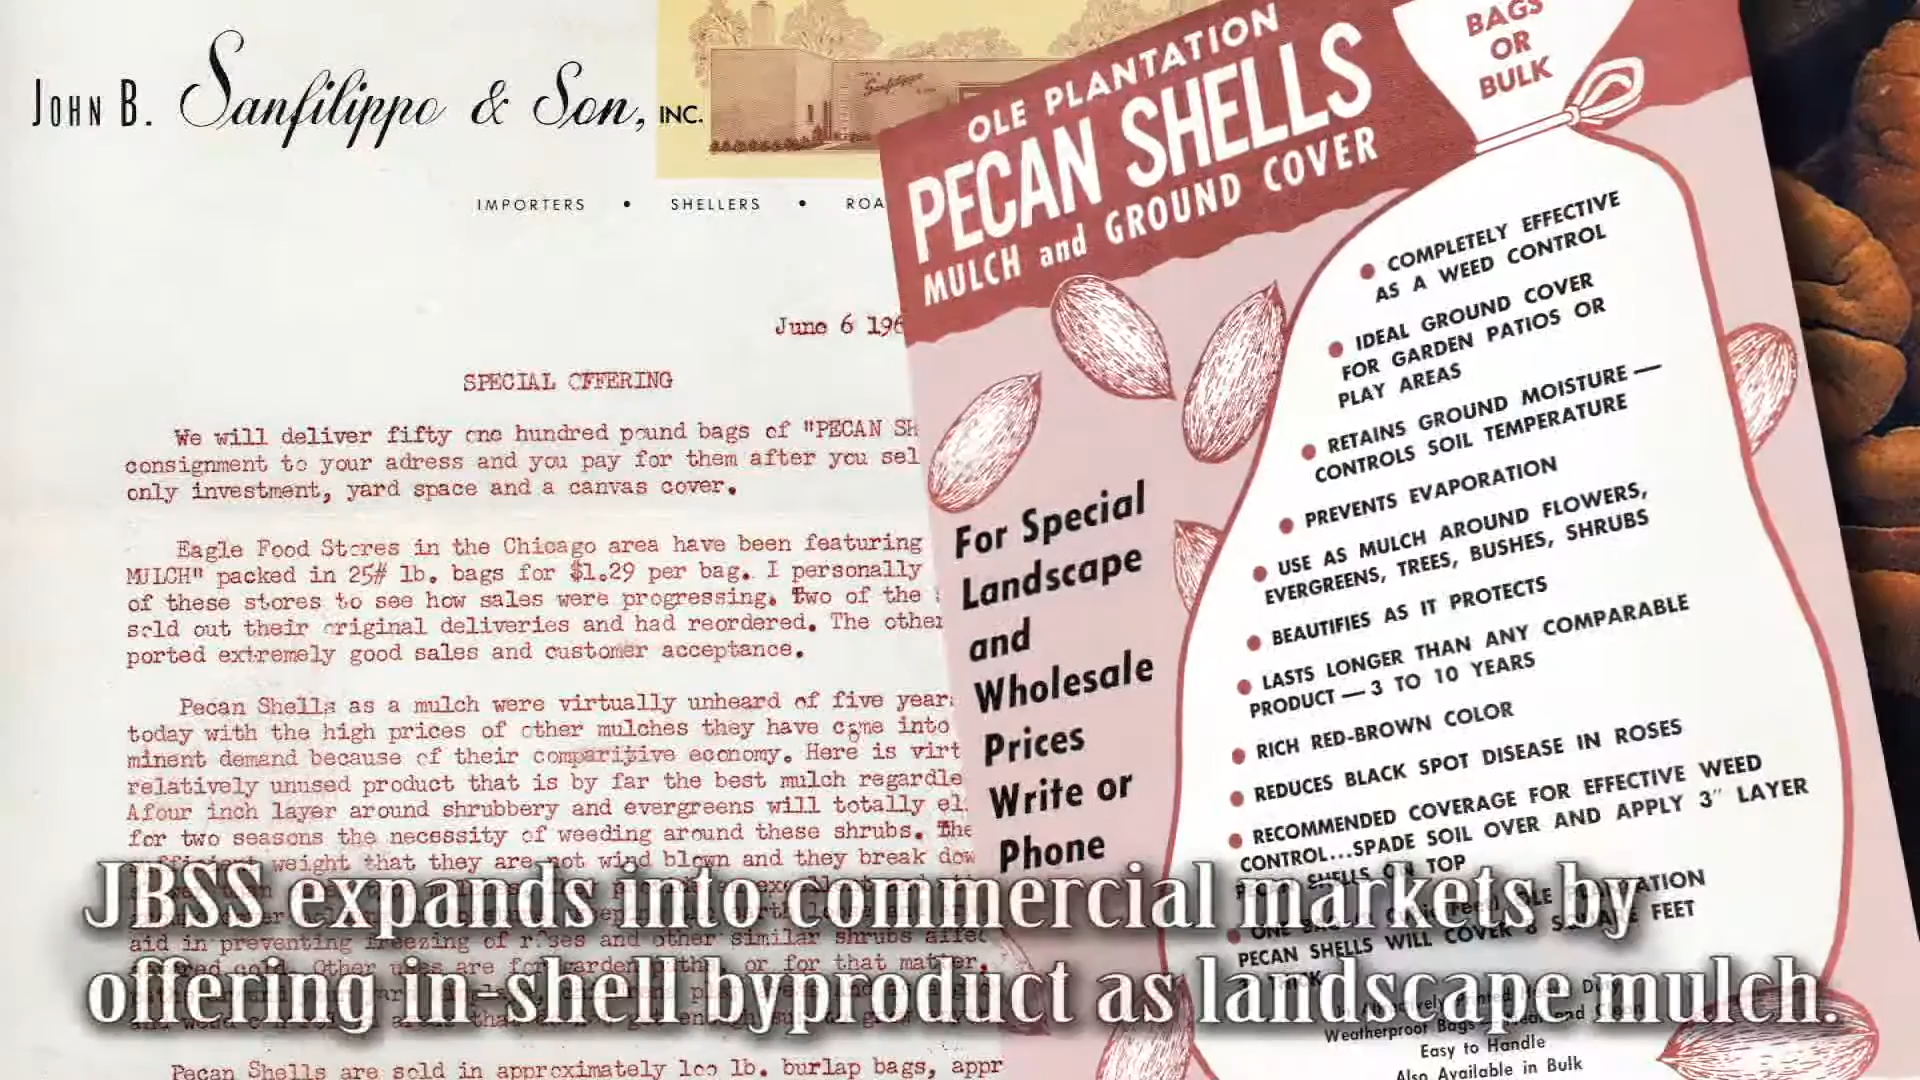 JOHN B. Sanfilippo & Son, INC.
IMPORTERS • SHELLERS • ROA
June 6 196
SPECIAL OFFERING
We will deliver fifty one hundred pound bags of "PECAN SH
consignment to your adress and you pay for them after you sel
only investment, yard space and a canvas cover.
Eagle Food Stores in the Chicago area have been featuring
MULCH" packed in 25# lb. bags for $1.29 per bag. I personally
of these stores to see how sales were progressing. Two of the
sold out their original deliveries and had reordered. The other
ported extremely good sales and customer acceptance.
Pecan Shells as a mulch were virtually unheard of five year
today with the high prices of other mulches they have come into
minent demand because of their comparitive economy. Here is virt
relatively unused product that is by far the best mulch regardle
Afour inch layer around shrubbery and evergreens will totally el
for two seasons the necessity of weeding around these shrubs. The
weight that they are not wind blown and they break dow
aid in preventing freezing of roses and other similar shrubs affec
Pecan Shells are sold in approximately 100 lb. burlap bags, appr
OLE PLANTATION
PECAN SHELLS
MULCH and GROUND COVER
BAGS
OR
BULK
• COMPLETELY EFFECTIVE
AS A WEED CONTROL
• IDEAL GROUND COVER
FOR GARDEN PATIOS OR
PLAY AREAS
• RETAINS GROUND MOISTURE —
CONTROLS SOIL TEMPERATURE
• PREVENTS EVAPORATION
• USE AS MULCH AROUND FLOWERS,
EVERGREENS, TREES, BUSHES, SHRUBS
• BEAUTIFIES AS IT PROTECTS
• LASTS LONGER THAN ANY COMPARABLE
PRODUCT — 3 TO 10 YEARS
• RICH RED-BROWN COLOR
• REDUCES BLACK SPOT DISEASE IN ROSES
• RECOMMENDED COVERAGE FOR EFFECTIVE WEED
CONTROL...SPADE SOIL OVER AND APPLY 3" LAYER
PECAN SHELLS ON TOP
PECAN SHELLS WILL COVER 8 SQUARE FEET
Weatherproof Bags
Easy to Handle
Also Available in Bulk
For Special
Landscape
and
Wholesale
Prices
Write or
Phone
JBSS expands into commercial markets by
offering in-shell byproduct as landscape mulch.